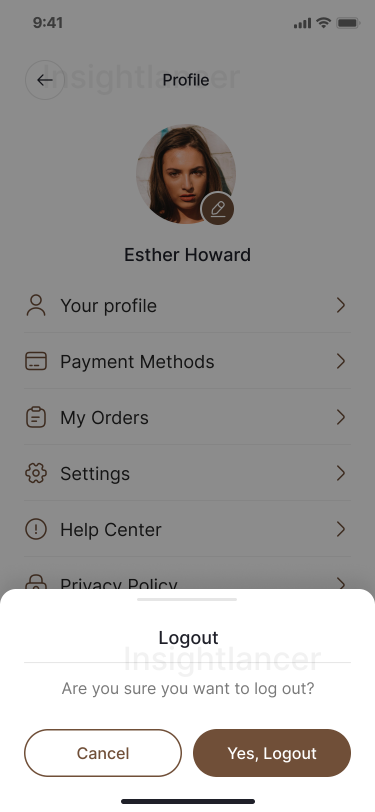 9:41
Insightlancer
Profile
Esther Howard
Your profile
Payment Methods
My Orders
Settings
Help Center
Privacy Policy
Logout
Insightlancer
Are you sure you want to log out?
Cancel
Yes, Logout